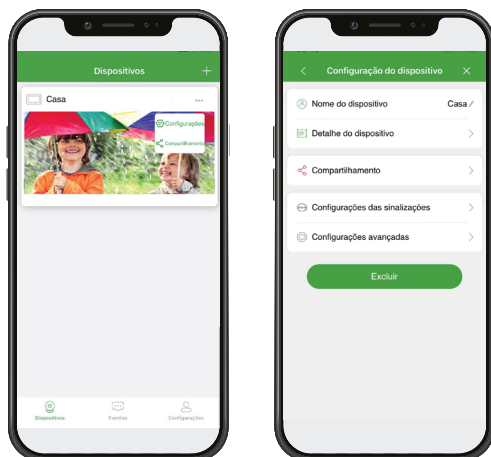 Dispositivos
Casa
Configurações
Compartilhamento
Dispositivos
Eventos
Configurações
Configuração do dispositivo
Nome do dispositivo
Casa
Detalhe do dispositivo
Compartilhamento
Configurações das sinalizações
Configurações avançadas
Excluir